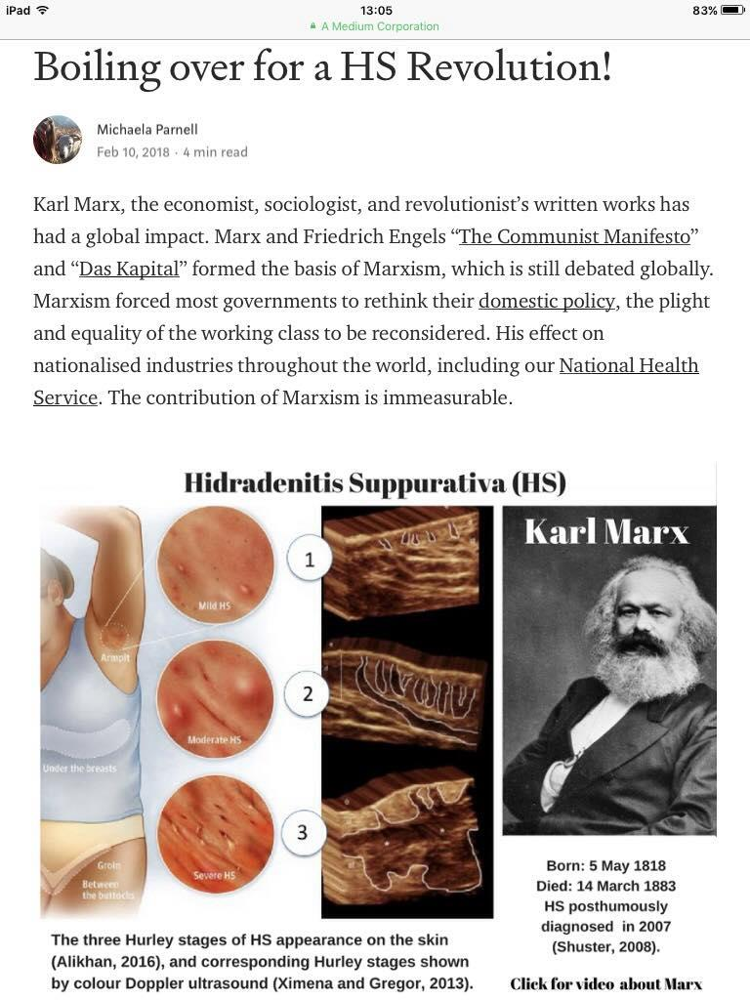 iPad
13:05
83%
A Medium Corporation
Boiling over for a HS Revolution!
Michaela Parnell
Feb 10, 2018 · 4 min read
Karl Marx, the economist, sociologist, and revolutionist’s written works has
had a global impact. Marx and Friedrich Engels “The Communist Manifesto”
and “Das Kapital” formed the basis of Marxism, which is still debated globally.
Marxism forced most governments to rethink their domestic policy, the plight
and equality of the working class to be reconsidered. His effect on
nationalised industries throughout the world, including our National Health
Service. The contribution of Marxism is immeasurable.
Hidradenitis Suppurativa (HS)
Armpit
Under the breasts
Groin
Between
the buttocks
Mild HS
Moderate HS
Severe HS
1
2
3
Karl Marx
Born: 5 May 1818
Died: 14 March 1883
HS posthumously
diagnosed in 2007
(Shuster, 2008).
Click for video about Marx
The three Hurley stages of HS appearance on the skin
(Alikhan, 2016), and corresponding Hurley stages shown
by colour Doppler ultrasound (Ximena and Gregor, 2013).